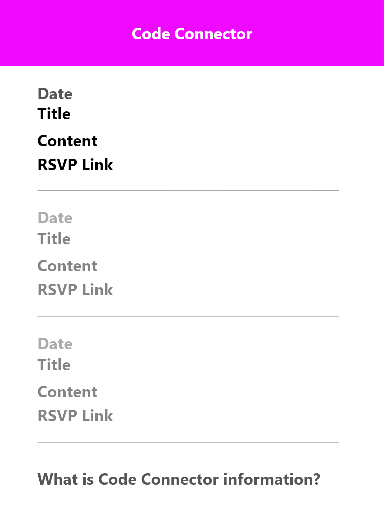 Code Connector
Date
Title
Content
RSVP Link
Date
Title
Content
RSVP Link
Date
Title
Content
RSVP Link
What is Code Connector information?